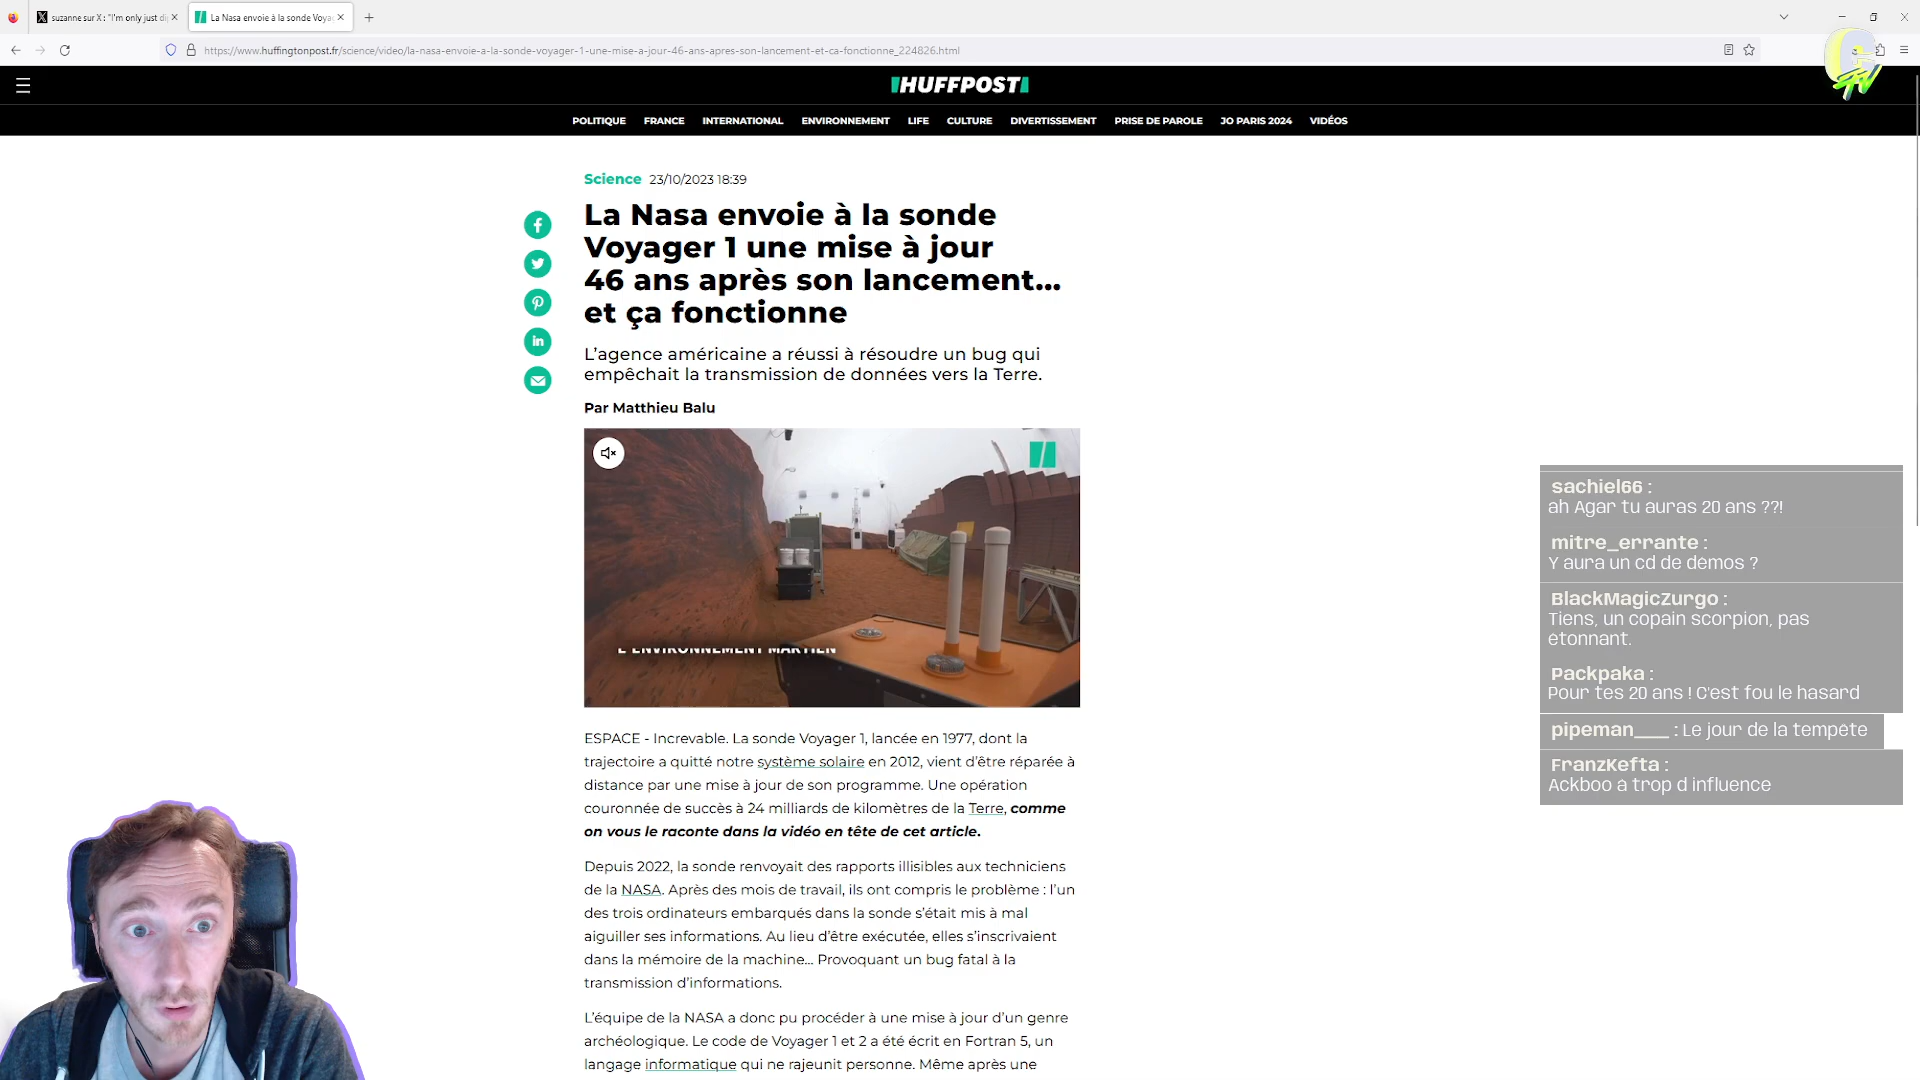 suzanne sur X : "I'm only just di
La Nasa envoie à la sonde Voya
https://www.huffingtonpost.fr/science/video/la-nasa-envoie-a-la-sonde-voyager-1-une-mise-a-jour-46-ans-apres-son-lancement-et-ca-fonctionne_224826.html
HUFFPOST
POLITIQUE FRANCE INTERNATIONAL ENVIRONNEMENT LIFE CULTURE DIVERTISSEMENT PRISE DE PAROLE JO PARIS 2024 VIDÉOS
Science 23/10/2023 18:39
La Nasa envoie à la sonde
Voyager 1 une mise à jour
46 ans après son lancement...
et ça fonctionne
L'agence américaine a réussi à résoudre un bug qui
empêchait la transmission de données vers la Terre.
Par Matthieu Balu
L'ENVIRONNEMENT MARTIEN
ESPACE - Increvable. La sonde Voyager 1, lancée en 1977, dont la
trajectoire a quitté notre système solaire en 2012, vient d'être réparée à
distance par une mise à jour de son programme. Une opération
couronnée de succès à 24 milliards de kilomètres de la Terre, comme
on vous le raconte dans la vidéo en tête de cet article.
Depuis 2022, la sonde renvoyait des rapports illisibles aux techniciens
de la NASA. Après des mois de travail, ils ont compris le problème : l'un
des trois ordinateurs embarqués dans la sonde s'était mis à mal
aiguiller ses informations. Au lieu d'être exécutée, elles s'inscrivaient
dans la mémoire de la machine... Provoquant un bug fatal à la
transmission d'informations.
L'équipe de la NASA a donc pu procéder à une mise à jour d'un genre
archéologique. Le code de Voyager 1 et 2 a été écrit en Fortran 5, un
langage informatique qui ne rajeunit personne. Même après une
sachiel66 :
ah Agar tu auras 20 ans ??!
mitre_errante :
Y aura un cd de démos ?
BlackMagicZurgo :
Tiens, un copain scorpion, pas
étonnant.
Packpaka :
Pour tes 20 ans ! C'est fou le hasard
pipeman___ : Le jour de la tempête
FranzKefta :
Ackboo a trop d influence